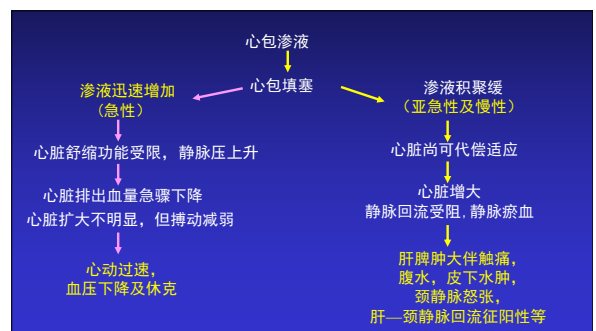 心包渗液
心包填塞
渗液迅速增加
(急性)
心脏舒缩功能受限，静脉压上升
心脏排出血量急骤下降
心脏扩大不明显，但搏动减弱
心动过速，
血压下降及休克
渗液积聚缓
(亚急性及慢性)
心脏尚可代偿适应
心脏增大
静脉回流受阻,静脉瘀血
肝脾肿大伴触痛，
腹水，皮下水肿，
颈静脉怒张，
肝—颈静脉回流征阳性等